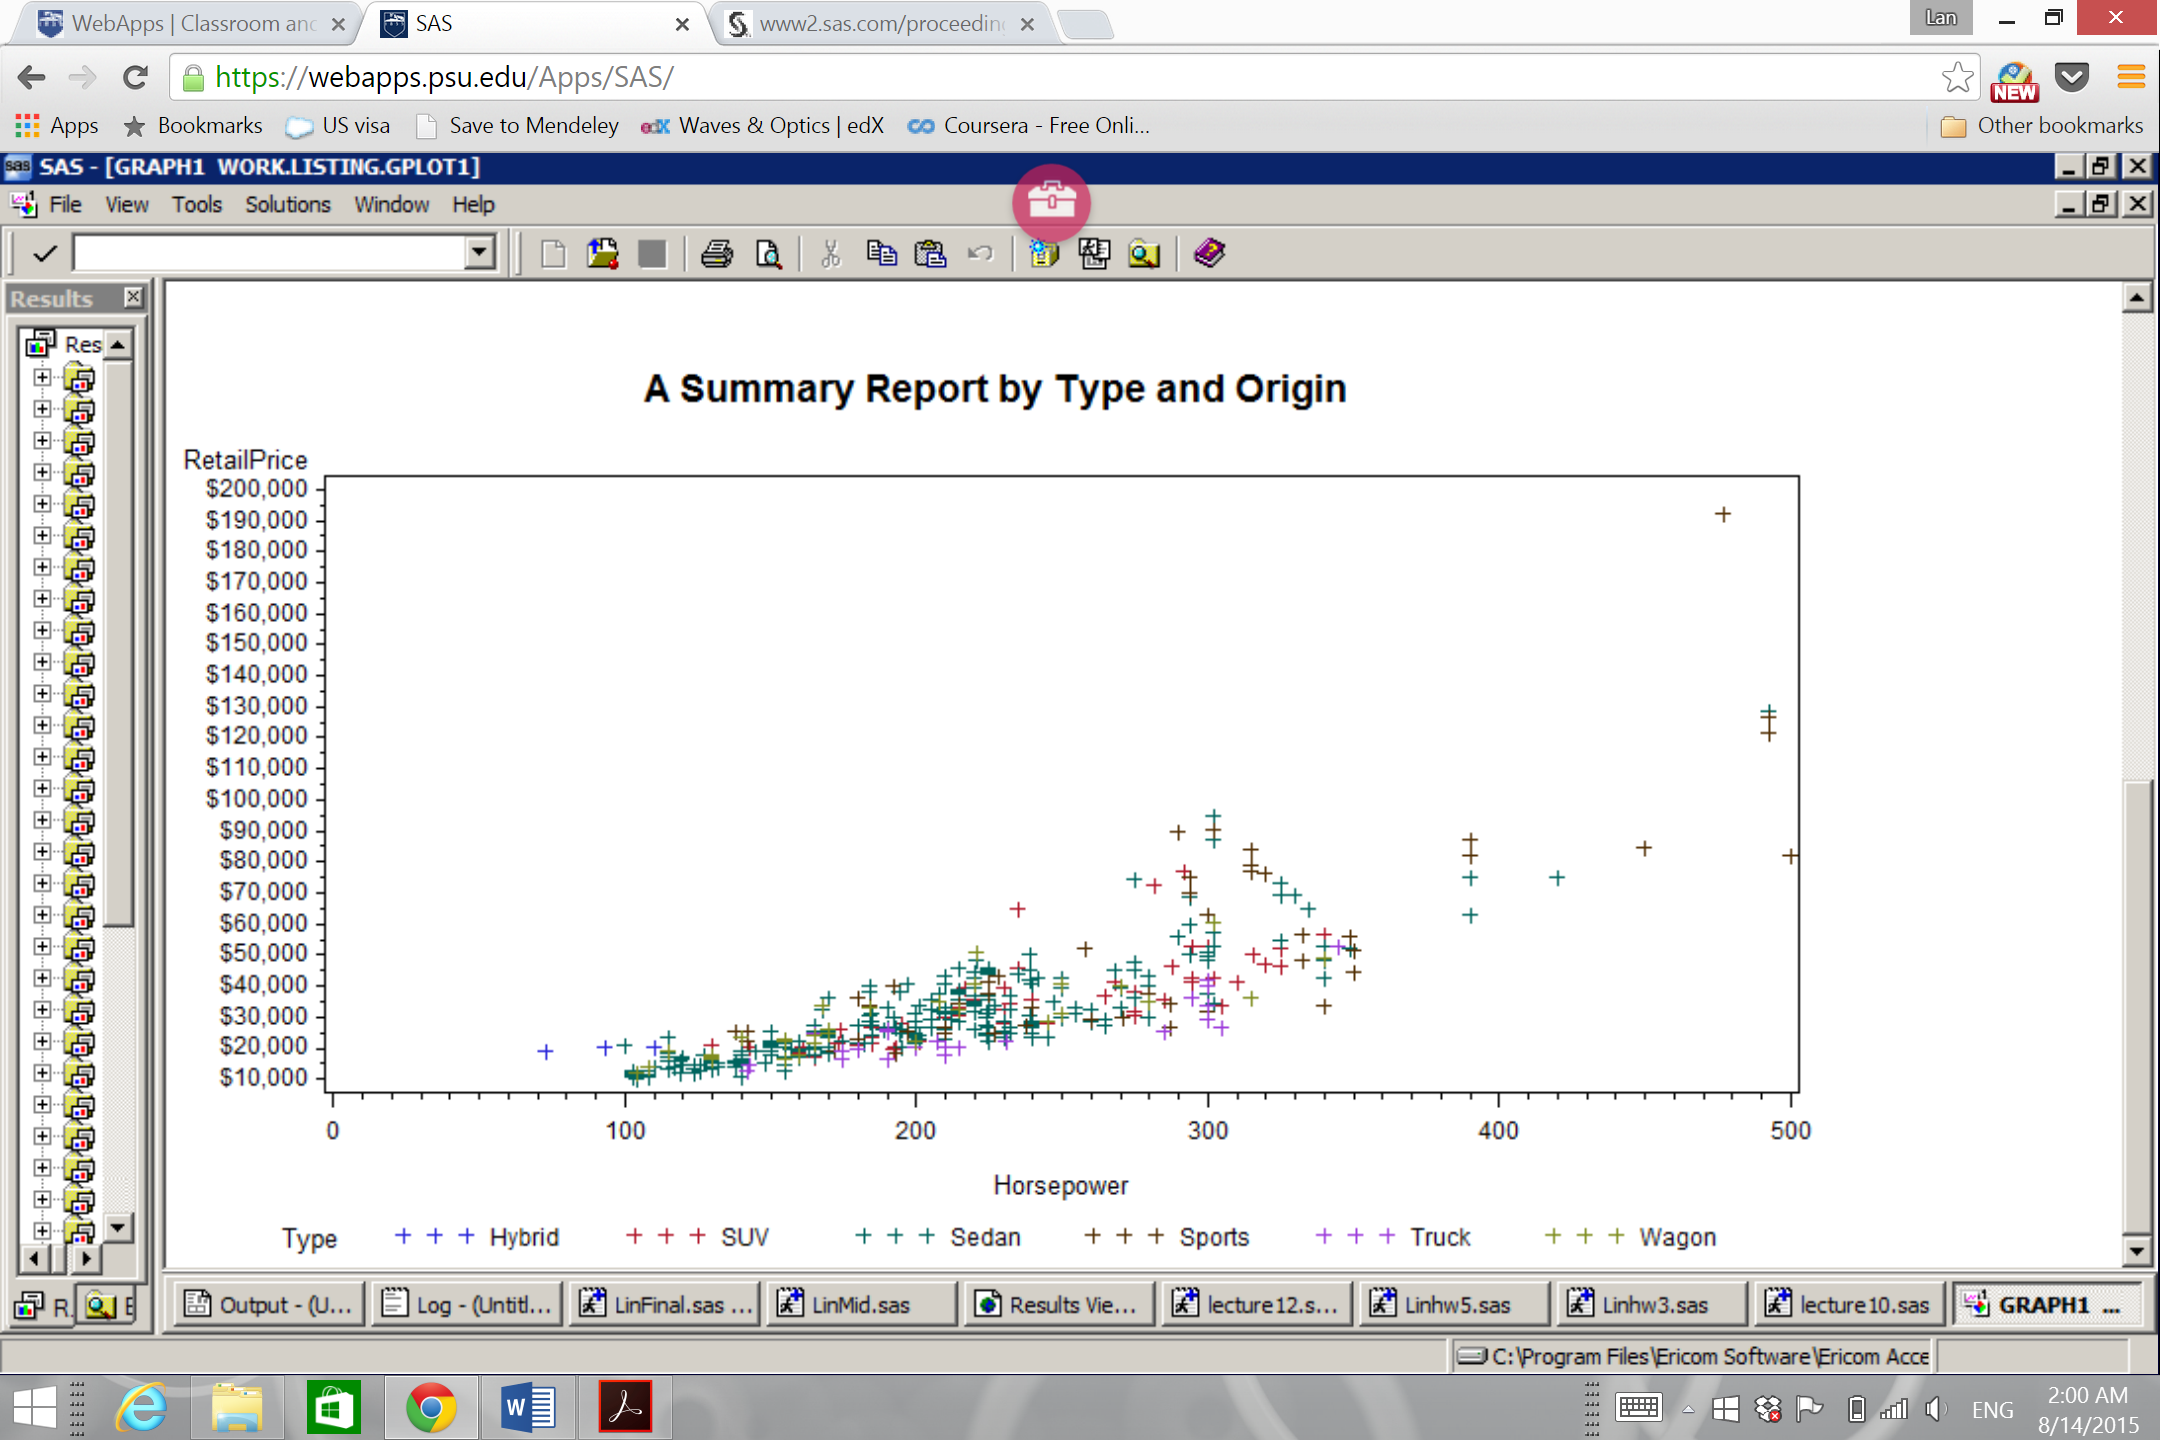 WebApps | Classroom and
SAS
www2.sas.com/proceeding
Lan
https://webapps.psu.edu/Apps/SAS/
NEW
Apps Bookmarks US visa Save to Mendeley edX Waves & Optics | edX Coursera - Free Onli... Other bookmarks
sas SAS - [GRAPH1 WORK.LISTING.GPLOT1]
File View Tools Solutions Window Help
Results
Res
A Summary Report by Type and Origin
RetailPrice
$200,000
$190,000
$180,000
$170,000
$160,000
$150,000
$140,000
$130,000
$120,000
$110,000
$100,000
$90,000
$80,000
$70,000
$60,000
$50,000
$40,000
$30,000
$20,000
$10,000
0 100 200 300 400 500
Horsepower
Type Hybrid SUV Sedan Sports Truck Wagon
R. E
Output - (U... Log - (Untitl... LinFinal.sas ... LinMid.sas Results Vie... lecture12.s... Linhw5.sas Linhw3.sas lecture10.sas GRAPH1 ...
C:\Program Files\Ericom Software\Ericom Acce
ENG
2:00 AM
8/14/2015